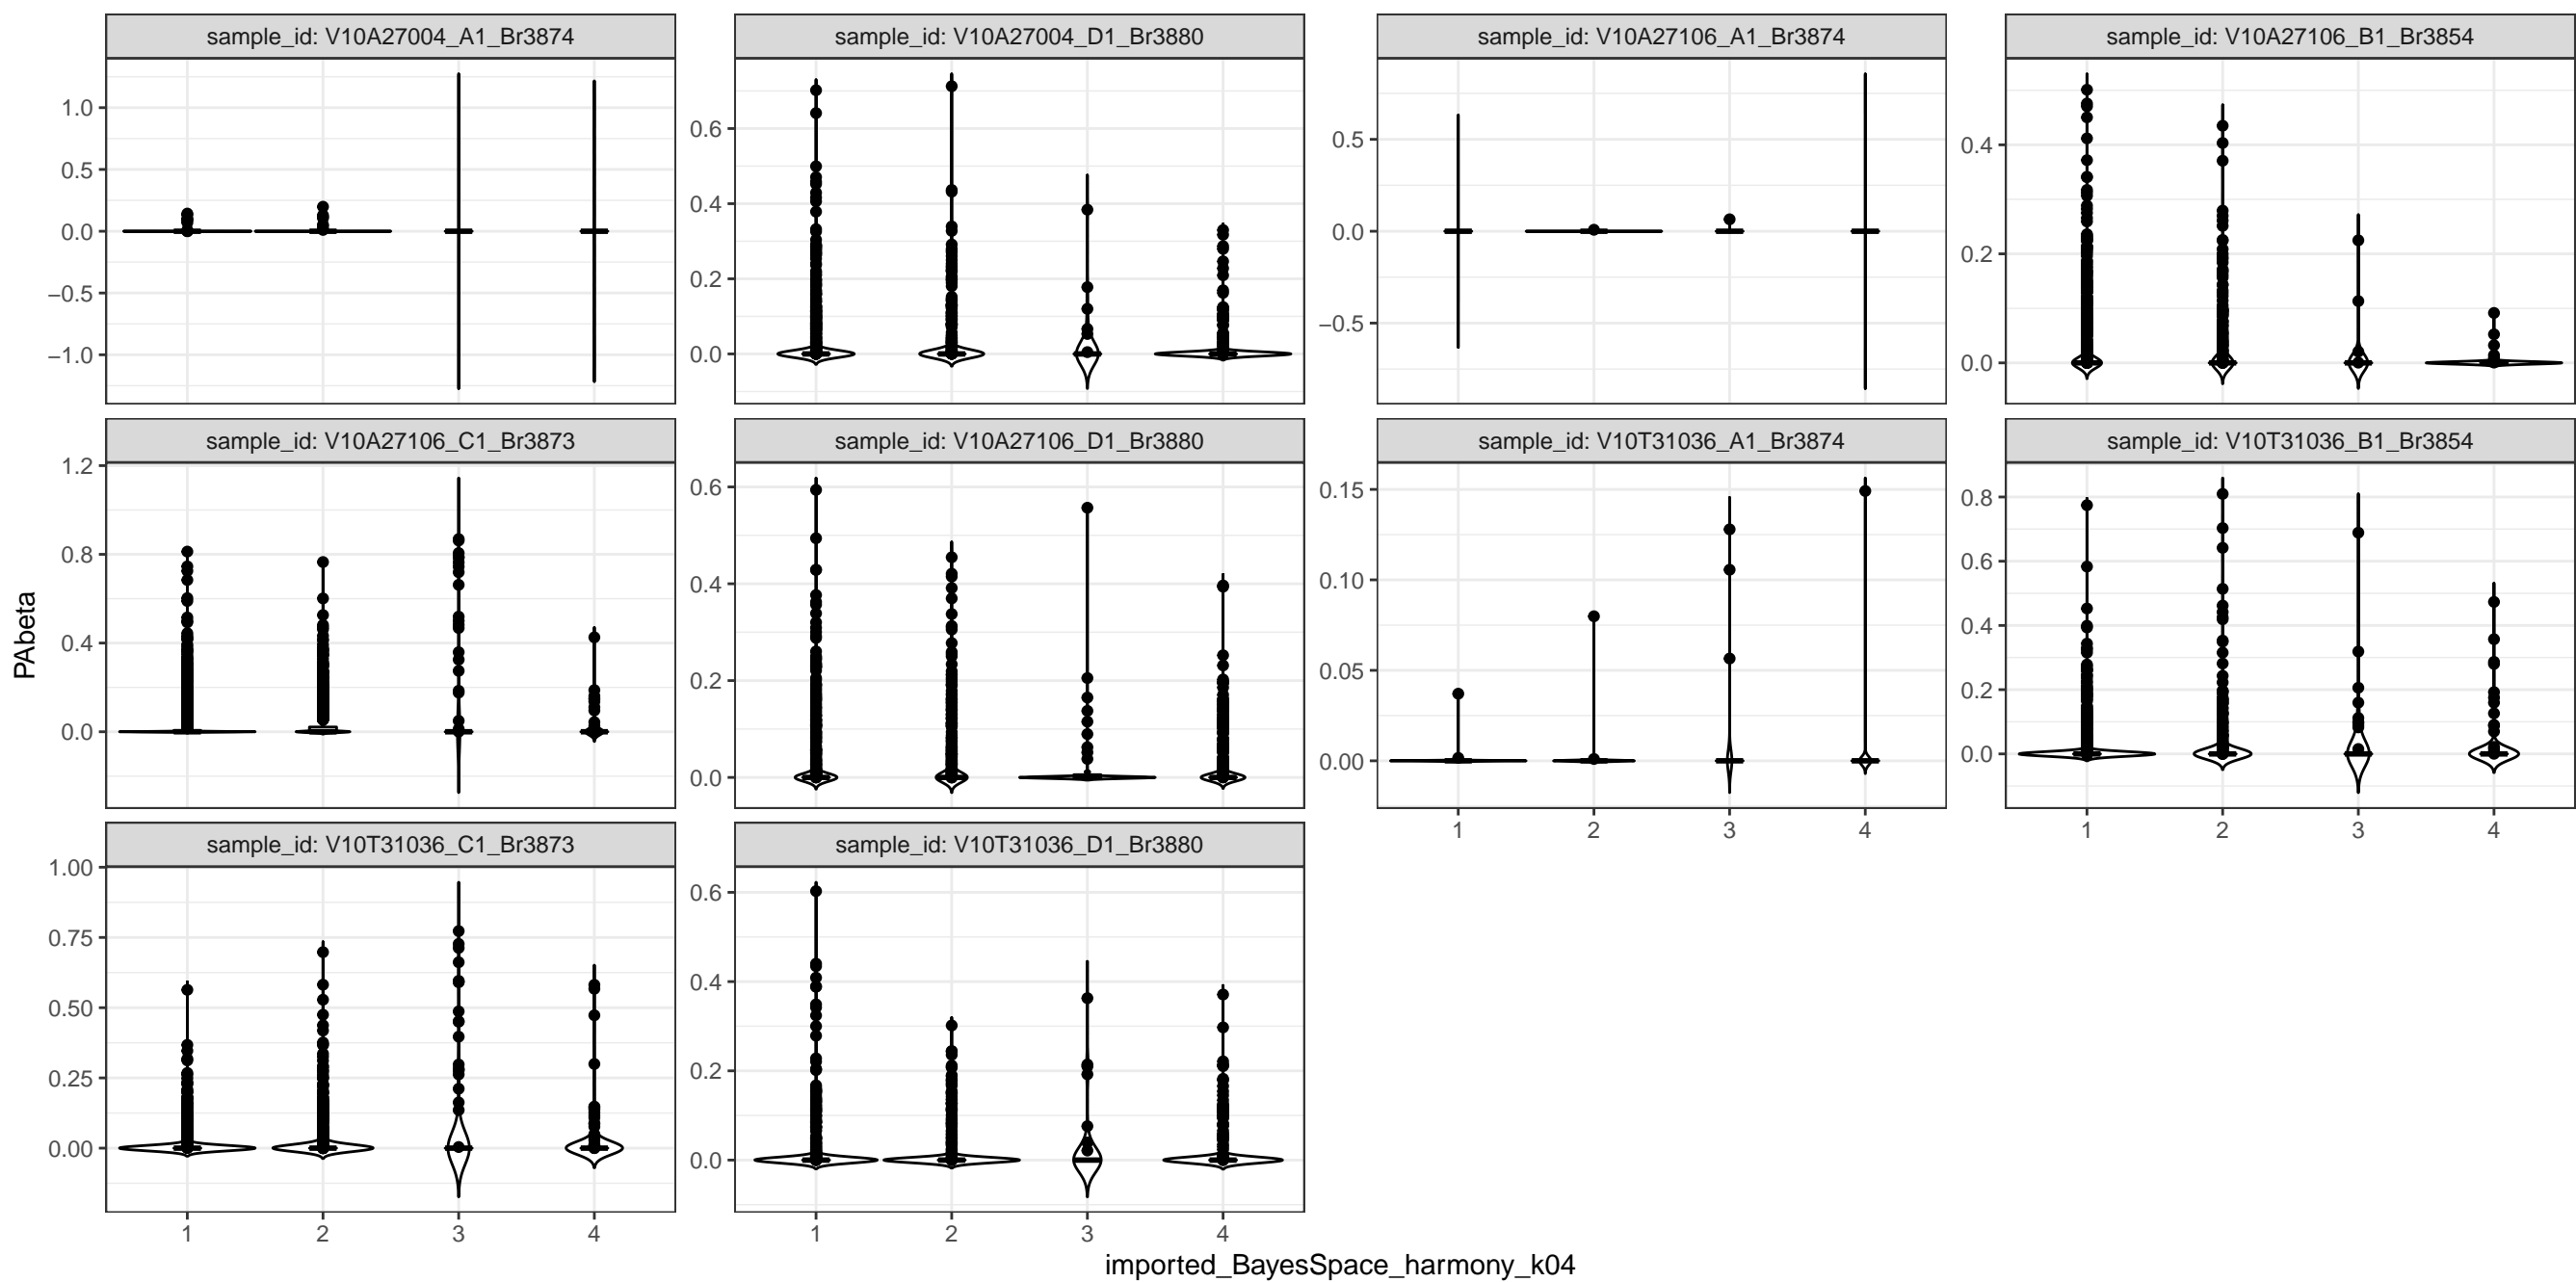 sample_id: V10A27004_A1_Br3874
sample_id: V10A27004_D1_Br3880
sample_id: V10A27106_A1_Br3874
sample_id: V10A27106_B1_Br3854
1.0
0.5
0.0
−0.5
−1.0
0.6
0.4
0.2
0.0
0.5
0.0
−0.5
0.4
0.2
0.0
sample_id: V10A27106_C1_Br3873
sample_id: V10A27106_D1_Br3880
sample_id: V10T31036_A1_Br3874
sample_id: V10T31036_B1_Br3854
1.2
0.8
0.4
0.0
0.6
0.4
0.2
0.0
0.15
0.10
0.05
0.00
0.8
0.6
0.4
0.2
0.0
1 2 3 4
1 2 3 4
sample_id: V10T31036_C1_Br3873
sample_id: V10T31036_D1_Br3880
1.00
0.75
0.50
0.25
0.00
0.6
0.4
0.2
0.0
1 2 3 4
1 2 3 4
PAbeta
imported_BayesSpace_harmony_k04